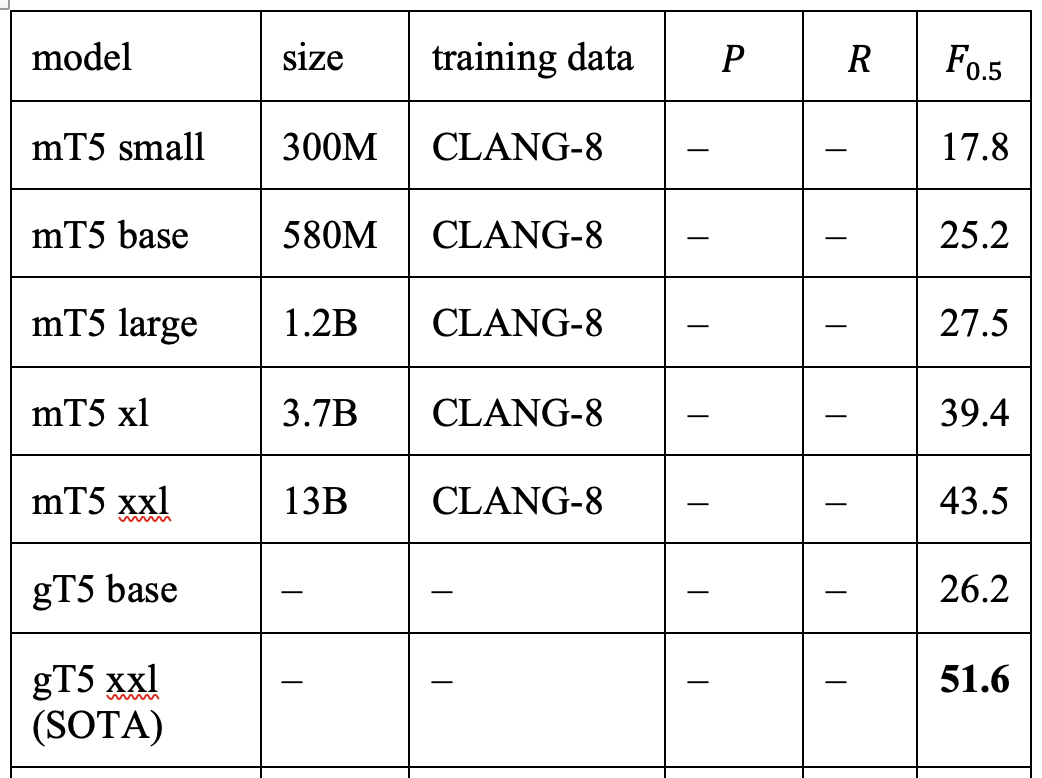 model size training data P R F0.5
mT5 small 300M CLANG-8 – – 17.8
mT5 base 580M CLANG-8 – – 25.2
mT5 large 1.2B CLANG-8 – – 27.5
mT5 xl 3.7B CLANG-8 – – 39.4
mT5 xxl 13B CLANG-8 – – 43.5
gT5 base – – – – 26.2
gT5 xxl – – – – 51.6
(SOTA)